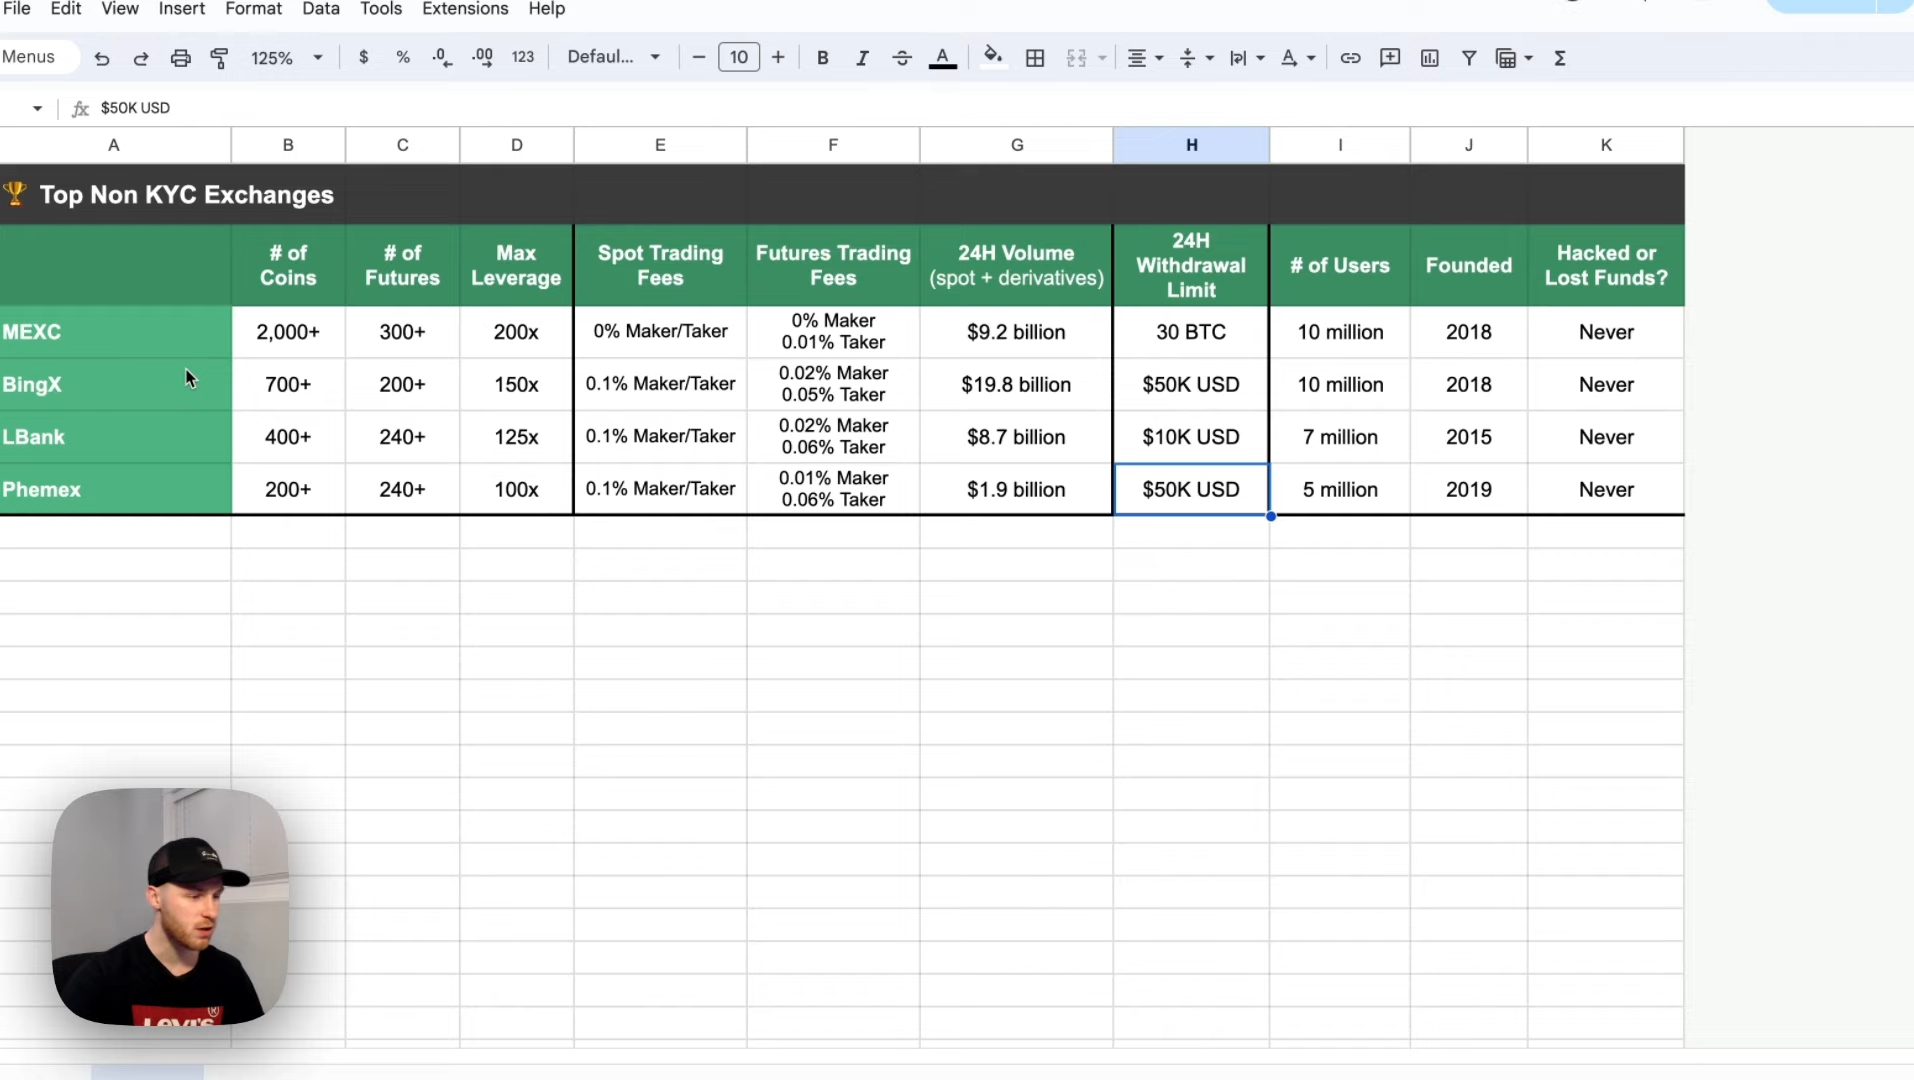 File Edit View Insert Format Data Tools Extensions Help
Menus 125% $ % .0 .00 123 Defaul... 10 B I A
$50K USD
A B C D E F G H I J K
🏆 Top Non KYC Exchanges
# of Coins
# of Futures
Max Leverage
Spot Trading Fees
Futures Trading Fees
24H Volume
(spot + derivatives)
24H Withdrawal Limit
# of Users
Founded
Hacked or Lost Funds?
MEXC 2,000+ 300+ 200x 0% Maker/Taker 0% Maker 0.01% Taker $9.2 billion 30 BTC 10 million 2018 Never
BingX 700+ 200+ 150x 0.1% Maker/Taker 0.02% Maker 0.05% Taker $19.8 billion $50K USD 10 million 2018 Never
LBank 400+ 240+ 125x 0.1% Maker/Taker 0.02% Maker 0.06% Taker $8.7 billion $10K USD 7 million 2015 Never
Phemex 200+ 240+ 100x 0.1% Maker/Taker 0.01% Maker 0.06% Taker $1.9 billion $50K USD 5 million 2019 Never
Levi's